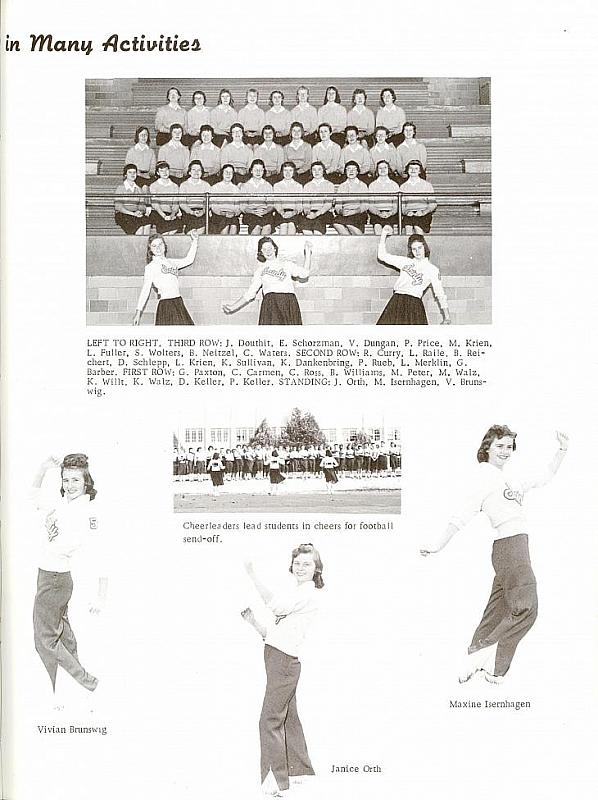 in Many Activities
LEFT TO RIGHT, THIRD ROW: J. Douthit, E. Schorzman, V. Dungan, P. Price, M. Krien,
L. Fuller, S. Wolters, B. Neitzel, C. Waters. SECOND ROW: R. Curry, L. Raile, B. Rei-
chert, D. Schlepp, L. Krien, K. Sullivan, K. Dankenbring, P. Rueb, L. Merklin, G.
Barber. FIRST ROW: G. Paxton, C. Carmen, C. Ross, B. Williams, M. Peter, M. Walz,
K. Willt, K. Walz, D. Keller, P. Keller. STANDING: J. Orth, M. Isernhagen, V. Bruns-
wig.
Cheerleaders lead students in cheers for football
send-off.
Maxine Isernhagen
Vivian Brunswig
Janice Orth